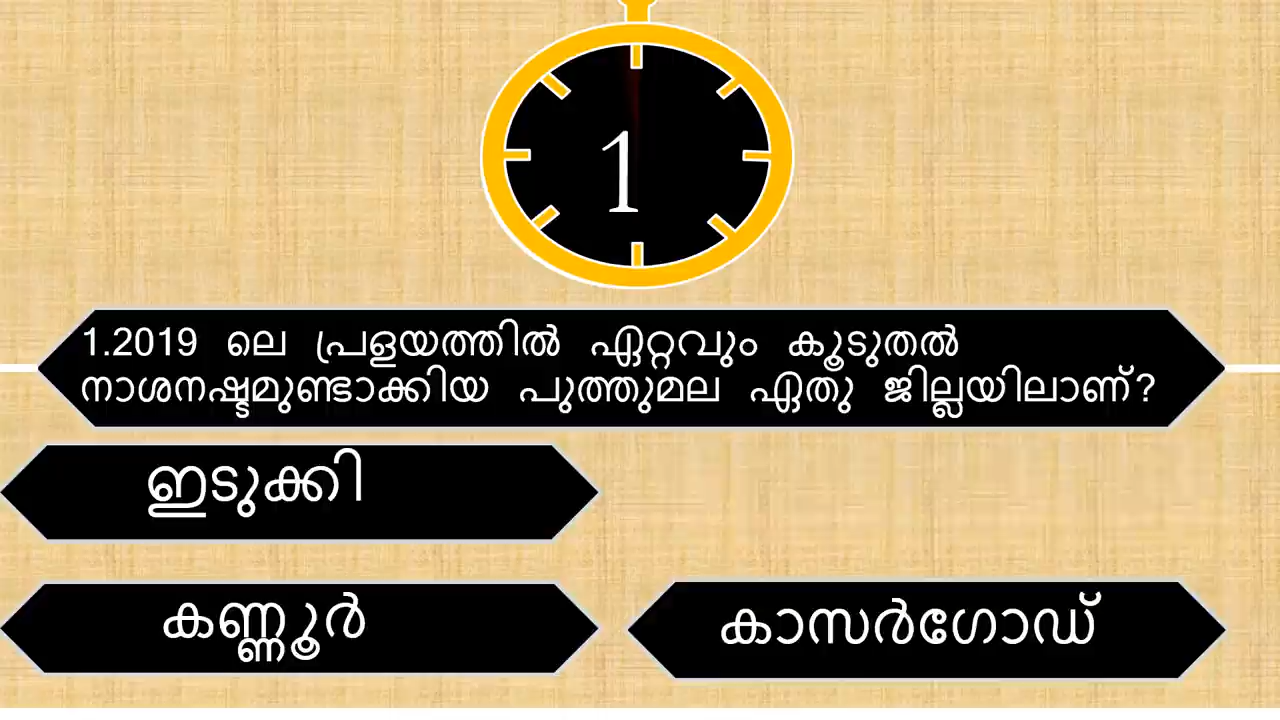 1
1.2019 ലെ പ്രളയത്തിൽ ഏറ്റവും കൂടുതൽ
നാശനഷ്ടമുണ്ടാക്കിയ പുത്തുമല ഏതു ജില്ലയിലാണ്?
ഇടുക്കി
കണ്ണൂർ
കാസർഗോഡ്